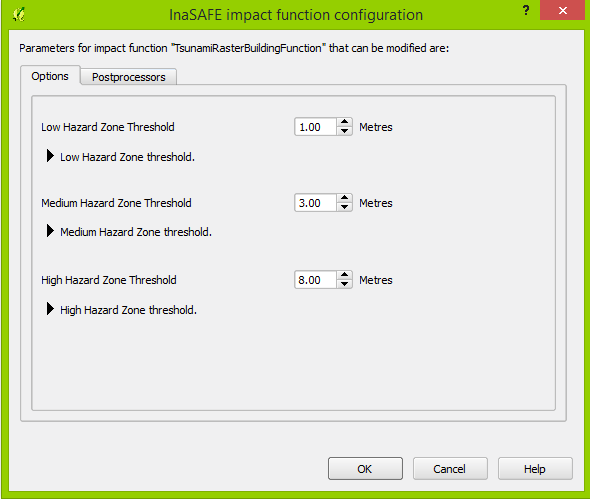 InaSAFE impact function configuration
?
Parameters for impact function "TsunamiRasterBuildingFunction" that can be modified are:
Options Postprocessors
Low Hazard Zone Threshold 1.00 Metres
Low Hazard Zone threshold.
Medium Hazard Zone Threshold 3.00 Metres
Medium Hazard Zone threshold.
High Hazard Zone Threshold 8.00 Metres
High Hazard Zone threshold.
OK Cancel Help